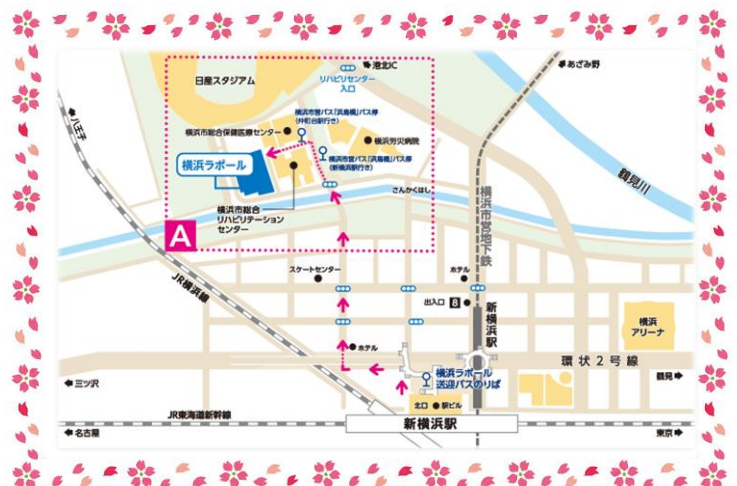 港北IC
あざみ野
日産スタジアム
リハビリセンター
入口
八王子
横浜市営バス「浜鳥橋」バス停
(仲町台駅行き)
横浜市総合保健医療センター
横浜労災病院
横浜ラポール
横浜市営バス「浜鳥橋」バス停
(新横浜駅行き)
さんかくはし
鶴見川
横浜市総合
リハビリテーション
センター
A
横浜市営地下鉄
JR横浜線
スケートセンター
ホテル
出入口 8
新横浜駅
横浜
アリーナ
ホテル
環状2号線
横浜ラポール
送迎バスのりば
三ツ沢
鶴見
北口
駅ビル
JR東海道新幹線
新横浜駅
名古屋
東京